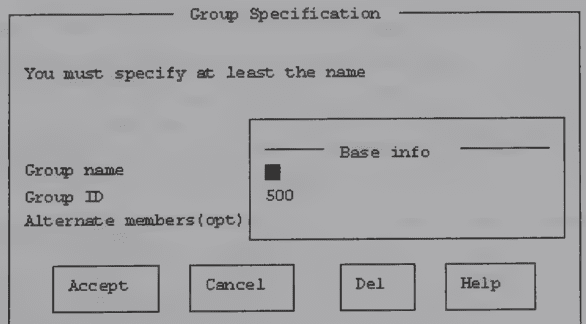 Group Specification
You must specify at least the name
Base info
Group name
Group ID 500
Alternate members(opt)
Accept Cancel Del Help